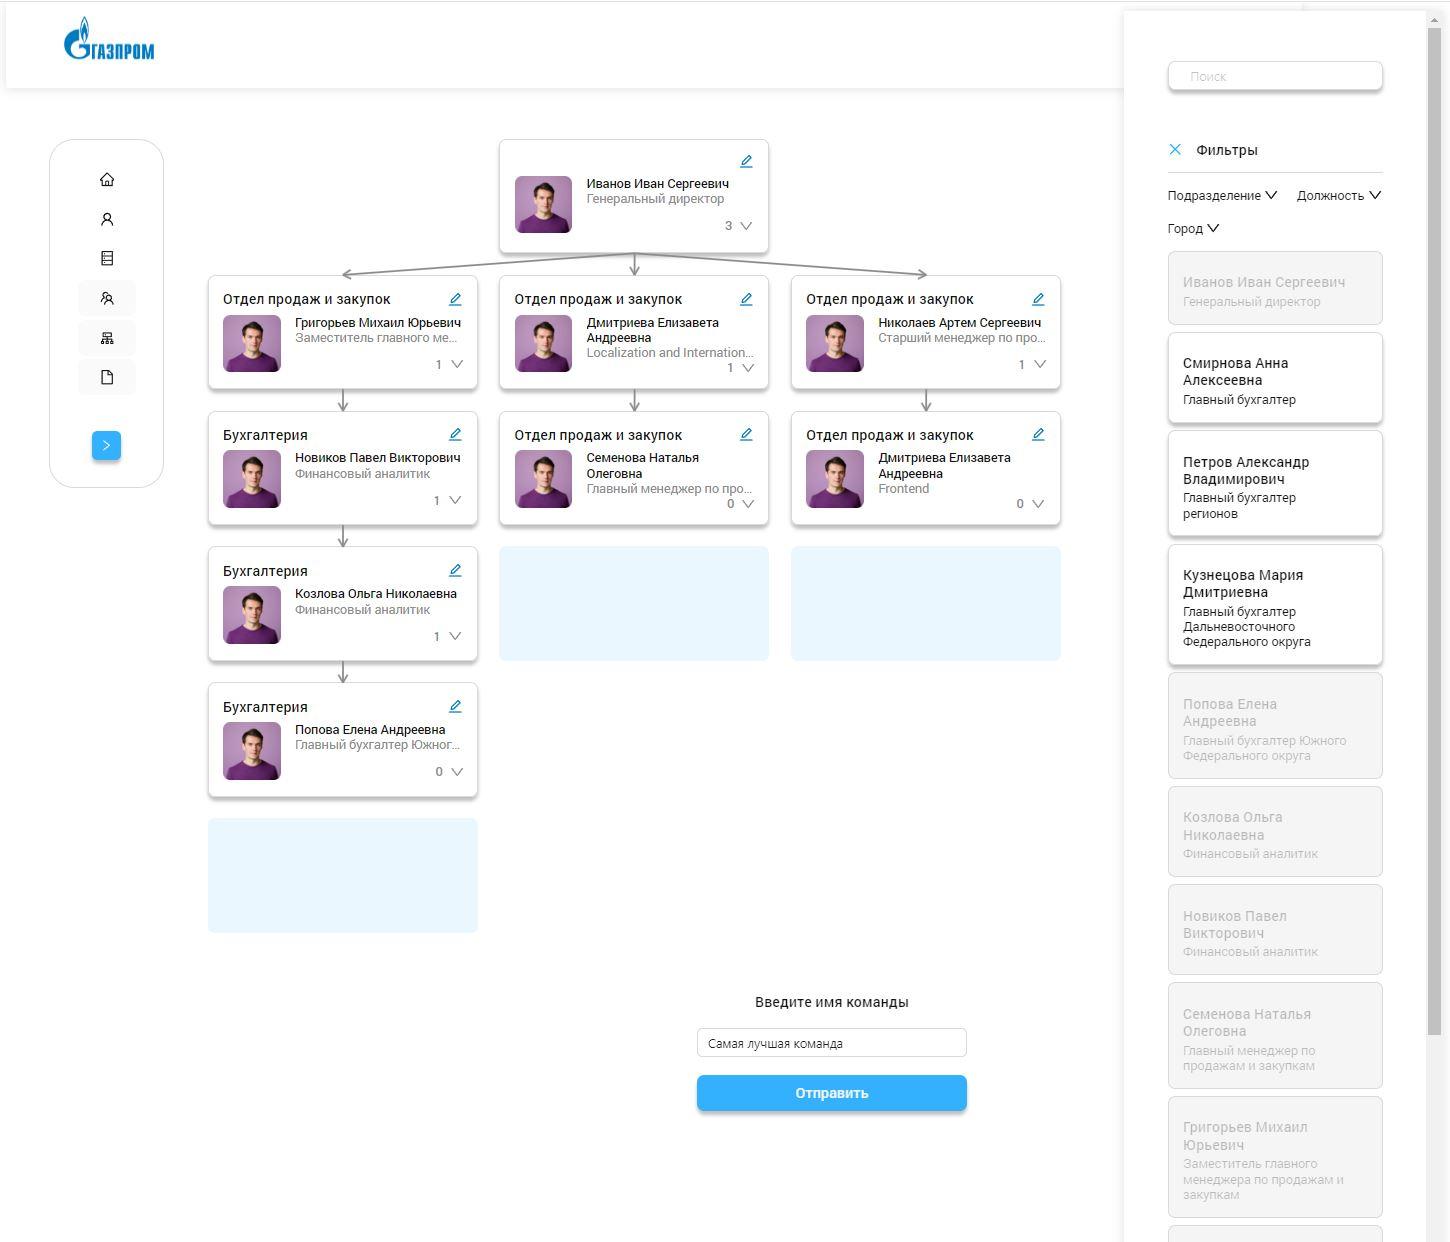 ГАЗПРОМ
Иванов Иван Сергеевич
Генеральный директор
3
Отдел продаж и закупок
Григорьев Михаил Юрьевич
Заместитель главного ме...
1
Отдел продаж и закупок
Дмитриева Елизавета
Андреевна
Localization and Internation...
1
Отдел продаж и закупок
Николаев Артем Сергеевич
Старший менеджер по про...
1
Бухгалтерия
Новиков Павел Викторович
Финансовый аналитик
1
Отдел продаж и закупок
Семенова Наталья
Олеговна
Главный менеджер по про...
0
Отдел продаж и закупок
Дмитриева Елизавета
Андреевна
Frontend
0
Бухгалтерия
Козлова Ольга Николаевна
Финансовый аналитик
1
Бухгалтерия
Попова Елена Андреевна
Главный бухгалтер Южног...
0
Введите имя команды
Самая лучшая команда
Отправить
Поиск
Фильтры
Подразделение
Должность
Город
Иванов Иван Сергеевич
Генеральный директор
Смирнова Анна
Алексеевна
Главный бухгалтер
Петров Александр
Владимирович
Главный бухгалтер
регионов
Кузнецова Мария
Дмитриевна
Главный бухгалтер
Дальневосточного
Федерального округа
Попова Елена
Андреевна
Главный бухгалтер Южного
Федерального округа
Козлова Ольга
Николаевна
Финансовый аналитик
Новиков Павел
Викторович
Финансовый аналитик
Семенова Наталья
Олеговна
Главный менеджер по
продажам и закупкам
Григорьев Михаил
Юрьевич
Заместитель главного
менеджера по продажам и
закупкам